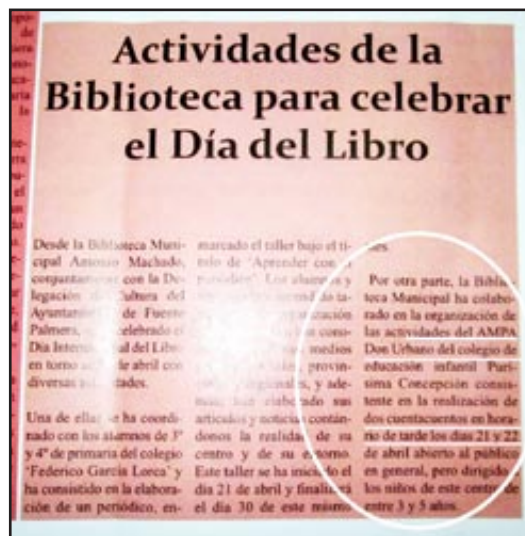 Actividades de la
Biblioteca para celebrar
el Día del Libro
Desde la Biblioteca Muni-
cipal Antonio Machado,
conjuntamente con la De-
legación de Cultura del
Ayuntamiento de Fuente
Palmera, celebrado el
Día Internacional del Libro
en torno de abril con
diversas actividades.
Una de ellas se ha coordi-
nado con los alumnos de 3º
y 4º de primaria del colegio
'Federico García Lorca' y
ha consistido en la elabora-
ción de un periódico, en-
marcado el taller bajo el tí-
tulo de 'Aprender con el
periódico'. Los alumnos y
medios
provin-
y regionales, y ade-
más han elaborado sus
artículos y noticias contán-
donos la realidad de su
centro y de su entorno.
Este taller se ha iniciado el
día 21 de abril y finalizará
el día 30 de este mismo
mes.
Por otra parte, la Biblio-
teca Municipal ha colabo-
rado en la organización de
las actividades del AMPA
Don Urbano del colegio de
educación infantil Purí-
sima Concepción consis-
tente en la realización de
dos cuentacuentos en hora-
rio de tarde los días 21 y 22
de abril abierto al público
en general, pero dirigido a
los niños de este centro de
entre 3 y 5 años.